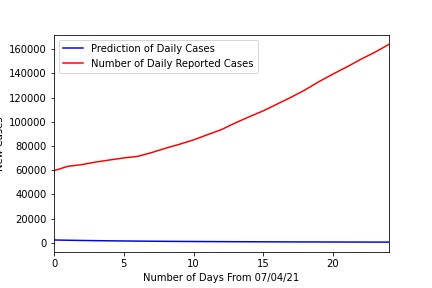 Prediction of Daily Cases
Number of Daily Reported Cases
160000
140000
120000
100000
80000
60000
40000
20000
0
0 5 10 15 20
Number of Days From 07/04/21
Cases